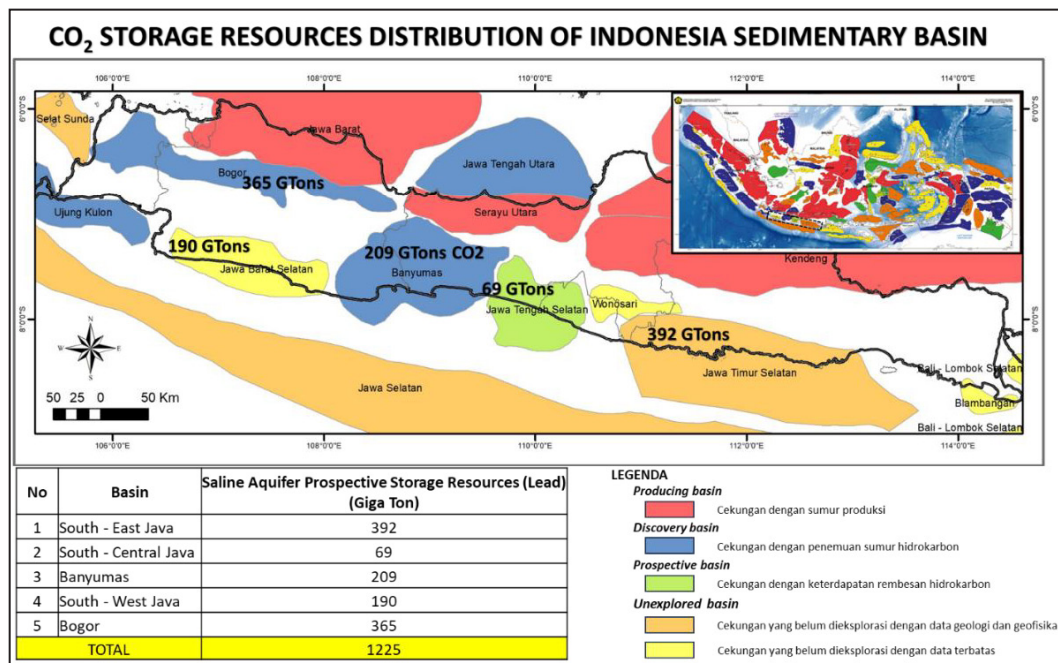 CO₂ STORAGE RESOURCES DISTRIBUTION OF INDONESIA SEDIMENTARY BASIN
106°0'0"E 108°0'0"E 110°0'0"E 112°0'0"E 114°0'0"E
6°0'0"S
6°0'0"S
Selat Sunda
Jawa Barat
Jawa Tengah Utara
Bogor
365 GTons
Serayu Utara
Ujung Kulon
190 GTons
Jawa Barat Selatan
209 GTons CO2
Banyumas
Kendeng
69 GTons
Jawa Tengah Selatan
Wonosari
8°0'0"S
8°0'0"S
392 GTons
Jawa Timur Selatan
Jawa Selatan
Bali - Lombok Selatan
Blambangan
Bali - Lombok Selatan
N
W E
S
50 25 0 50 Km
106°0'0"E 108°0'0"E 110°0'0"E 112°0'0"E 114°0'0"E
No Basin Saline Aquifer Prospective Storage Resources (Lead)
(Giga Ton)
1 South - East Java 392
2 South - Central Java 69
3 Banyumas 209
4 South - West Java 190
5 Bogor 365
TOTAL 1225
LEGENDA
Producing basin
Cekungan dengan sumur produksi
Discovery basin
Cekungan dengan penemuan sumur hidrokarbon
Prospective basin
Cekungan dengan keterdapatan rembesan hidrokarbon
Unexplored basin
Cekungan yang belum dieksplorasi dengan data geologi dan geofisika
Cekungan yang belum dieksplorasi dengan data terbatas